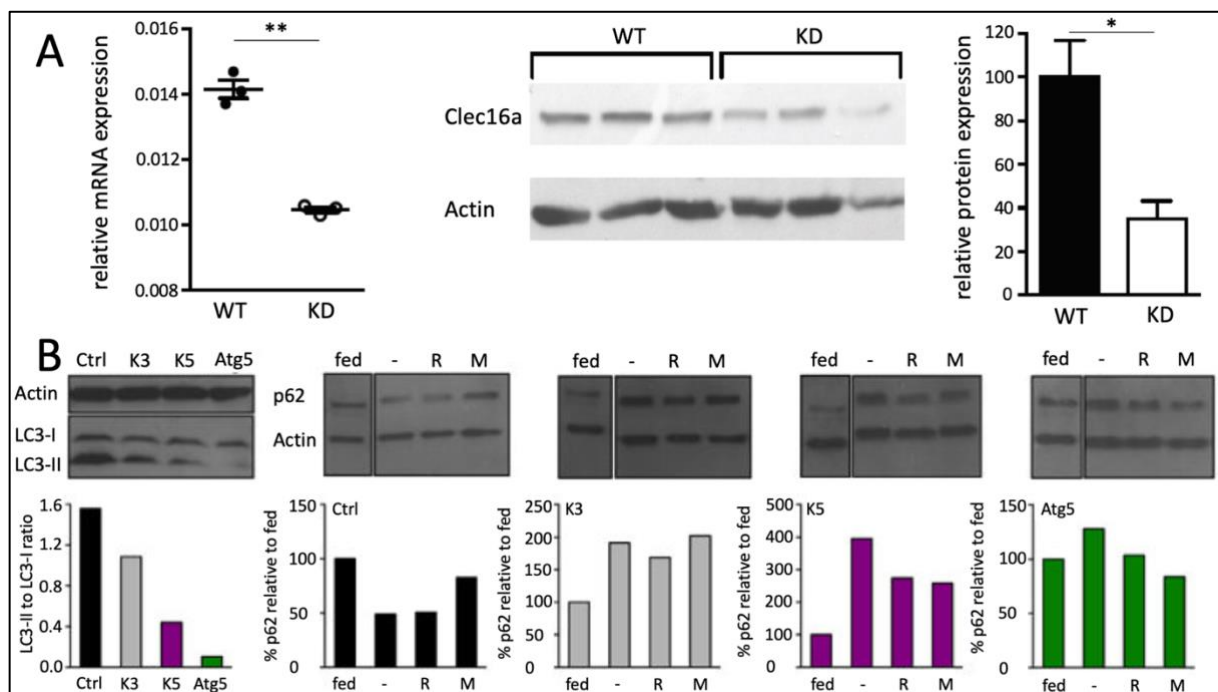 A
relative mRNA expression
0.016
0.014
0.012
0.010
0.008
**
WT
KD
WT
KD
Clec16a
Actin
relative protein expression
120
100
80
60
40
20
0
*
WT
KD
B
Ctrl K3 K5 Atg5
Actin
LC3-I
LC3-II
fed - R M
p62
Actin
fed - R M
fed - R M
fed - R M
LC3-II to LC3-I ratio
1.6
1.2
0.8
0.4
0.0
Ctrl K3 K5 Atg5
% p62 relative to fed
150
100
50
0
Ctrl
fed - R M
% p62 relative to fed
250
200
150
100
50
0
K3
fed - R M
% p62 relative to fed
500
400
300
200
100
0
K5
fed - R M
% p62 relative to fed
150
100
50
0
Atg5
fed - R M